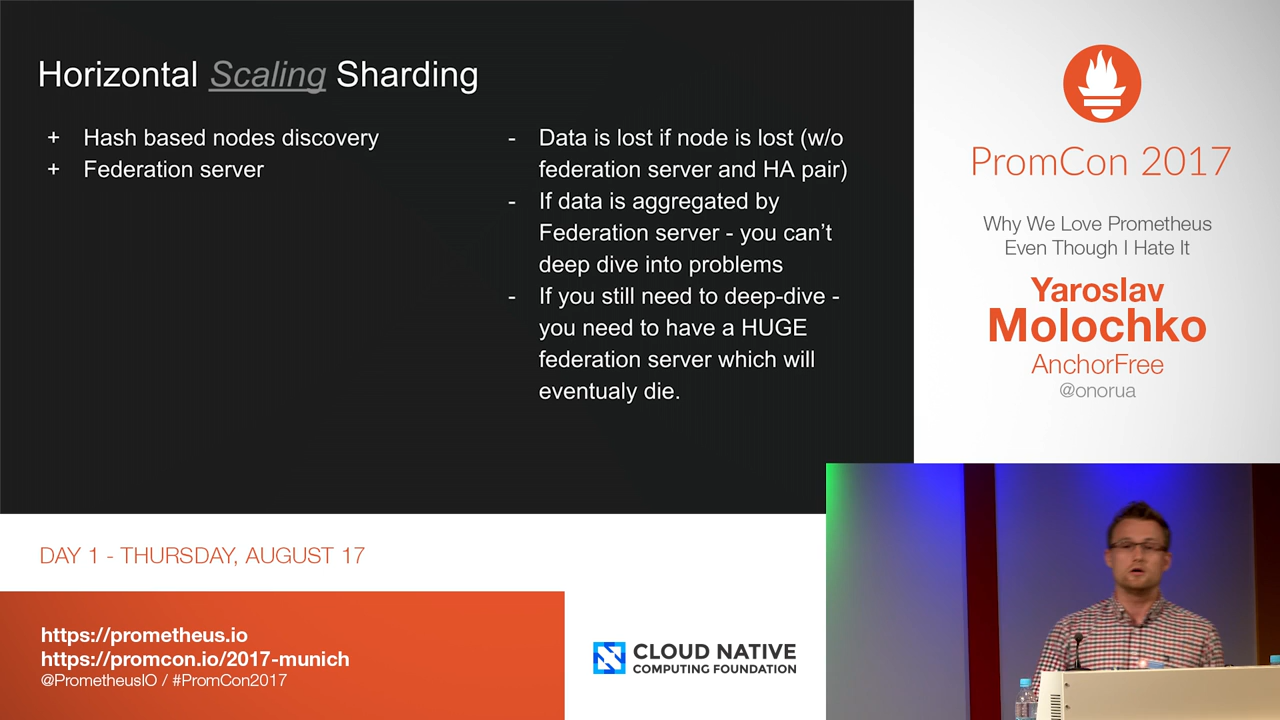 Horizontal Scaling Sharding
+ Hash based nodes discovery
+ Federation server
- Data is lost if node is lost (w/o
federation server and HA pair)
- If data is aggregated by
Federation server - you can't
deep dive into problems
- If you still need to deep-dive -
you need to have a HUGE
federation server which will
eventualy die.
PromCon 2017
Why We Love Prometheus
Even Though I Hate It
Yaroslav
Molochko
AnchorFree
@onorua
DAY 1 - THURSDAY, AUGUST 17
https://prometheus.io
https://promcon.io/2017-munich
@PrometheusIO / #PromCon2017
CLOUD NATIVE
COMPUTING FOUNDATION